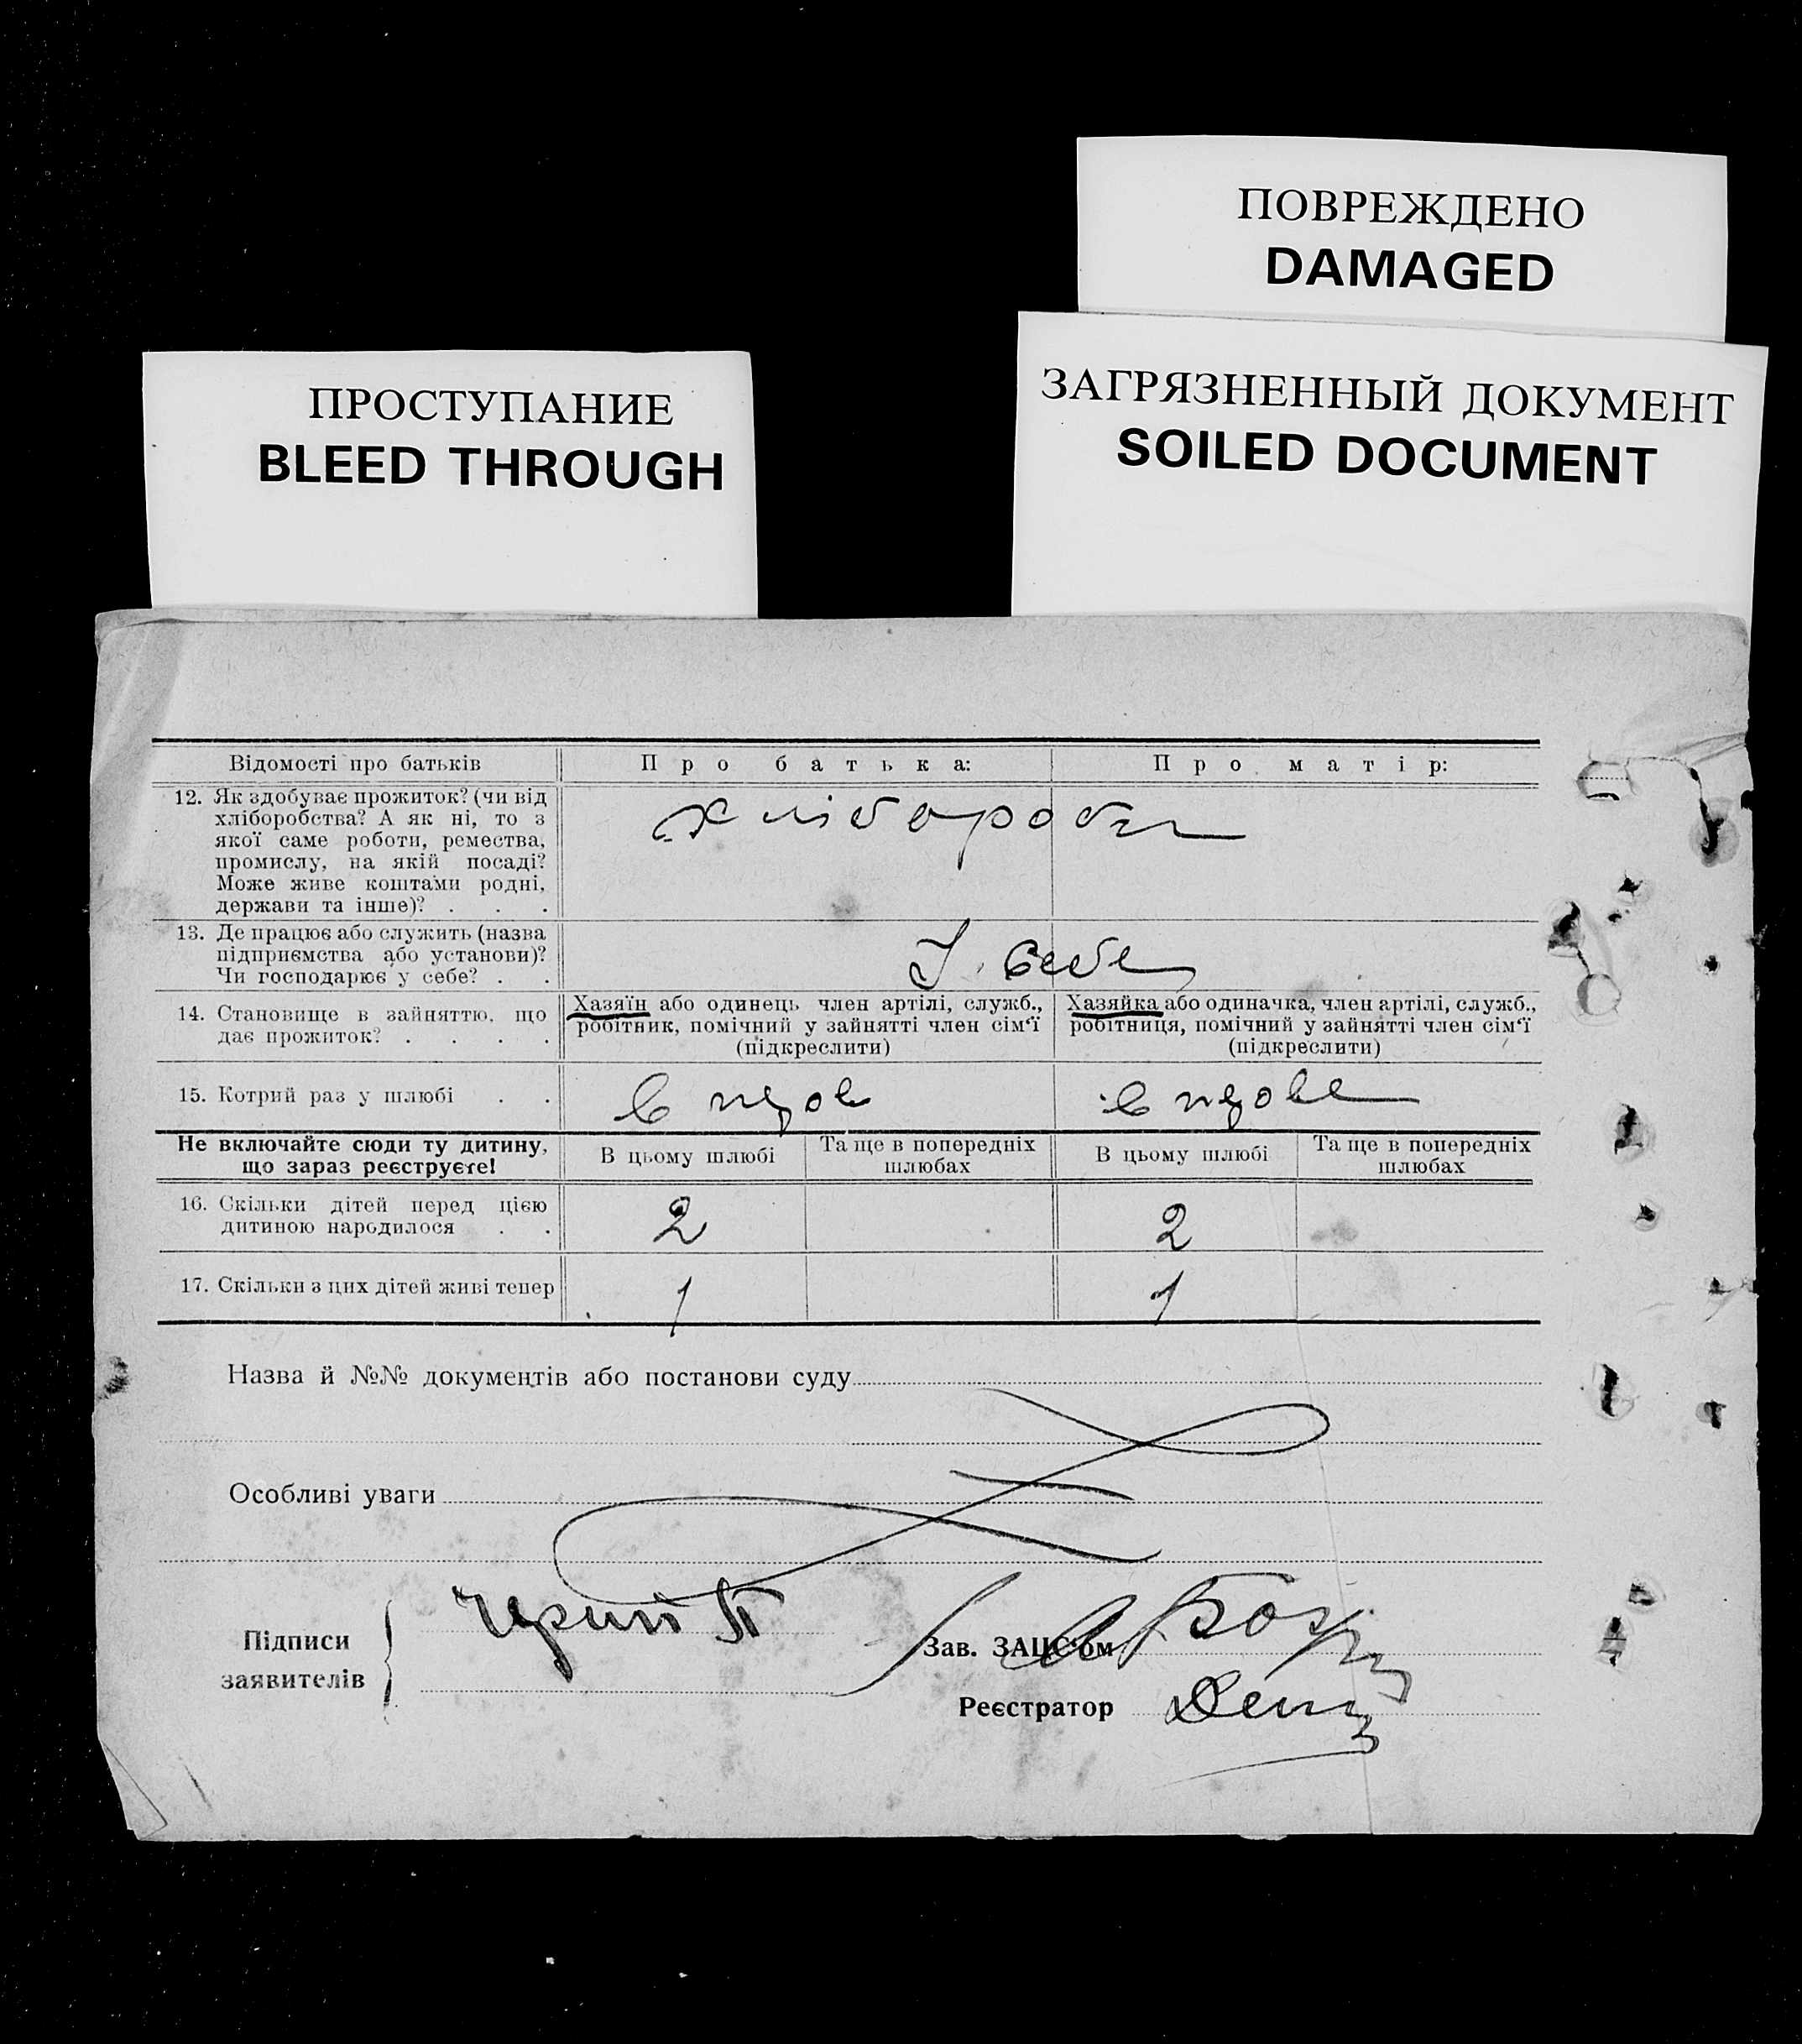 ПОВРЕЖДЕНО
DAMAGED
ПРОСТУПАНИЕ
BLEED THROUGH
ЗАГРЯЗНЕННЫЙ ДОКУМЕНТ
SOILED DOCUMENT
Відомості про батьків
Про батька:
Про матір:
12. Як здобуває прожиток? (чи від
хліборобства? А як ні, то з
якої саме роботи, ремества,
промислу, на якій посаді?
Може живе коштами родні,
держави та інше)? . . .
Хлібороби
13. Де працює або служить (назва
підприємства або установи)?
Чи господарює у себе? . .
У себе
14. Становище в зайняттю, що
дає прожиток? . . . .
Хазяїн або одинець член артілі, служб.,
робітник, помічний у зайнятті член сім'ї
(підкреслити)
Хазяйка або одиначка, член артілі, служб.,
робітниця, помічний у зайнятті член сім'ї
(підкреслити)
15. Котрий раз у шлюбі . .
Не включайте сюди ту дитину,
що зараз реєструєте!
В цьому шлюбі
Та ще в попередніх
шлюбах
В цьому шлюбі
Та ще в попередніх
шлюбах
16. Скільки дітей перед цією
дитиною народилося . .
2
2
17. Скільки з цих дітей живі тепер
1
1
Назва й №№ документів або постанови суду
Особливі уваги
Підписи
заявителів
Зав. ЗАЦС'ом
Реєстратор